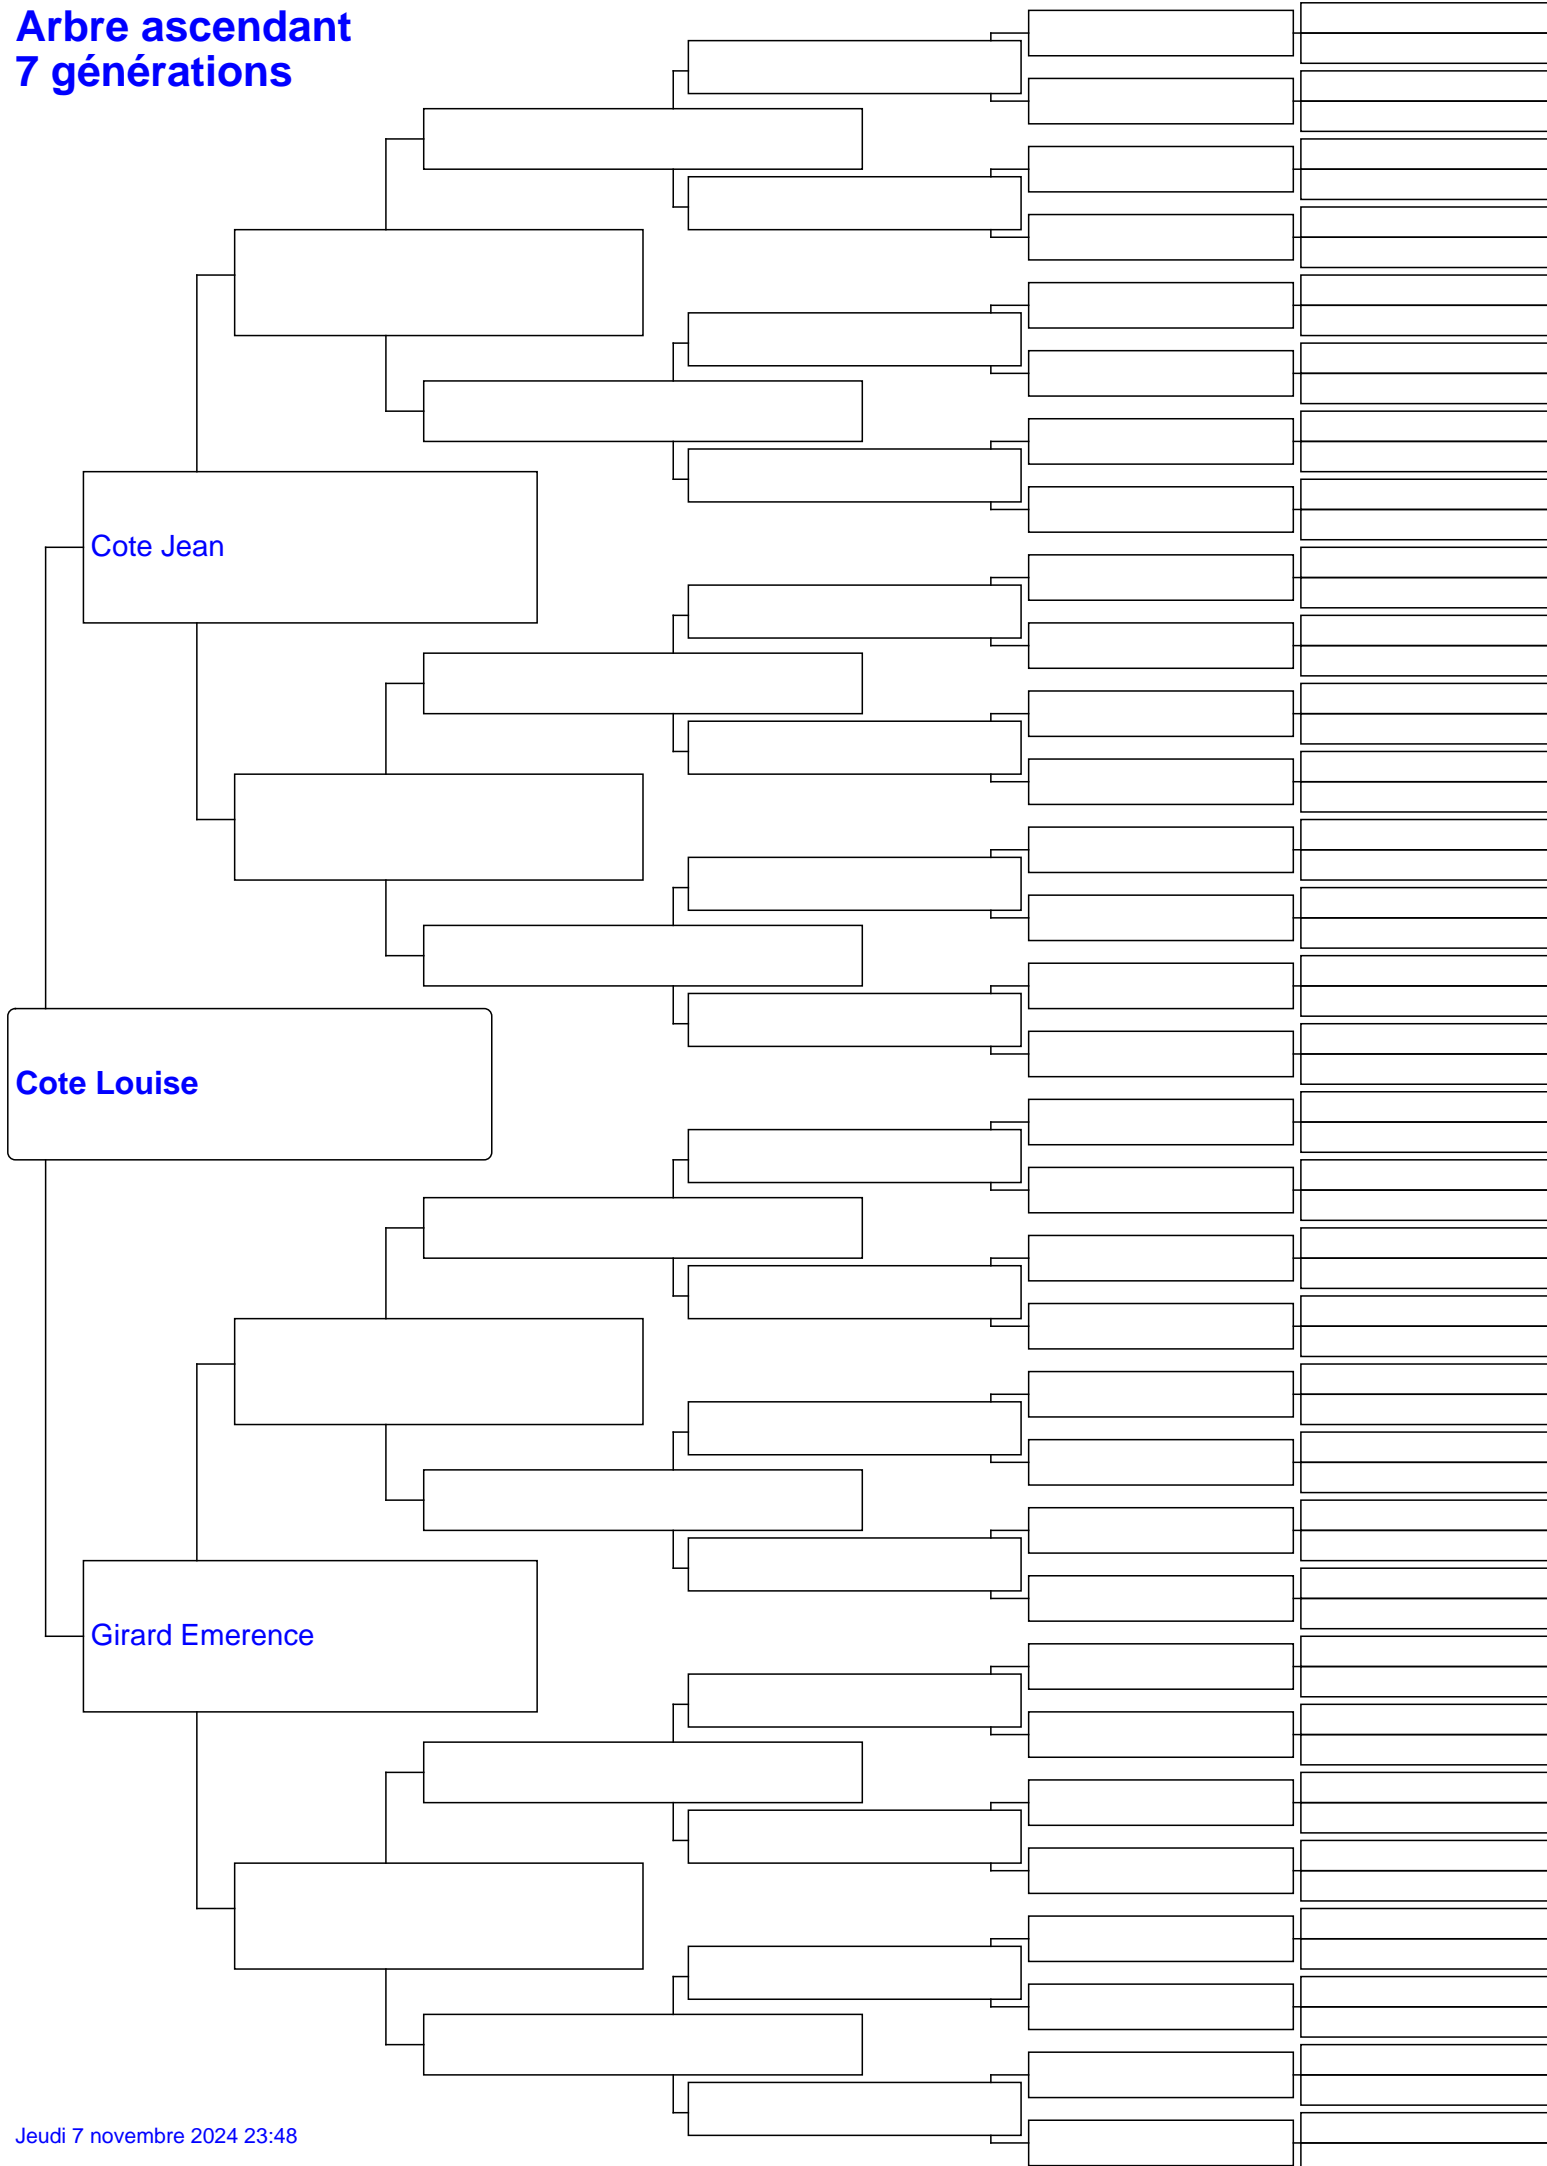 Arbre ascendant
7 générations
Cote Jean
Cote Louise
Girard Emerence
Jeudi 7 novembre 2024 23:48